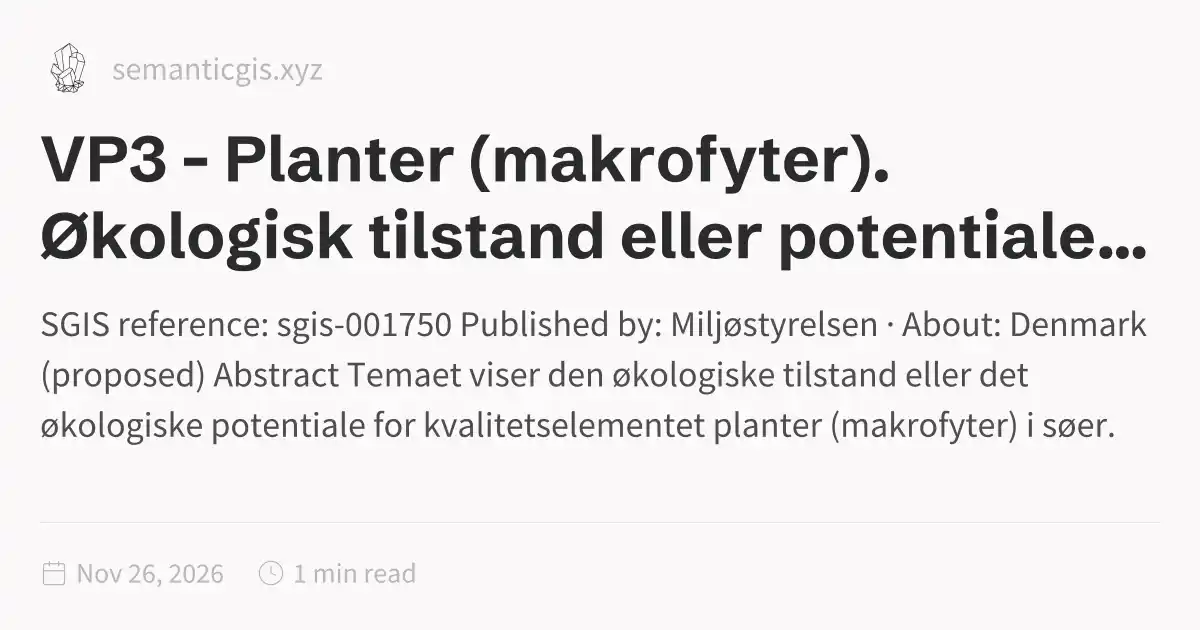 semanticgis.xyz
VP3 - Planter (makrofyter).
Økologisk tilstand eller potentiale...
SGIS reference: sgis-001750 Published by: Miljøstyrelsen · About: Denmark
(proposed) Abstract Temaet viser den økologiske tilstand eller det
økologiske potentiale for kvalitetselementet planter (makrofyter) i søer.
Nov 26, 2026 1 min read